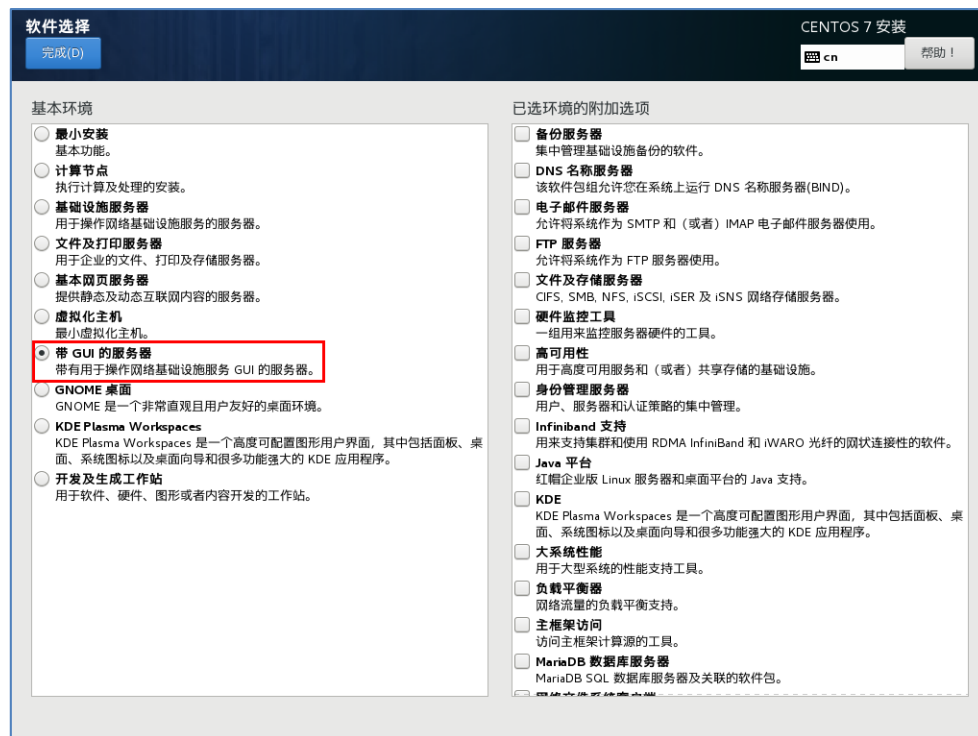 软件选择
CENTOS 7 安装
完成(D)
cn
帮助！
基本环境
最小安装
基本功能。
计算节点
执行计算及处理的安装。
基础设施服务器
用于操作网络基础设施服务的服务器。
文件及打印服务器
用于企业的文件、打印及存储服务器。
基本网页服务器
提供静态及动态互联网内容的服务器。
虚拟化主机
最小虚拟化主机。
带 GUI 的服务器
带有用于操作网络基础设施服务 GUI 的服务器。
GNOME 桌面
GNOME 是一个非常直观且用户友好的桌面环境。
KDE Plasma Workspaces
KDE Plasma Workspaces 是一个高度可配置图形用户界面，其中包括面板、桌
面、系统图标以及桌面向导和很多功能强大的 KDE 应用程序。
开发及生成工作站
用于软件、硬件、图形或者内容开发的工作站。
已选环境的附加选项
备份服务器
集中管理基础设施备份的软件。
DNS 名称服务器
该软件包组允许您在系统上运行 DNS 名称服务器(BIND)。
电子邮件服务器
允许将系统作为 SMTP 和（或者）IMAP 电子邮件服务器使用。
FTP 服务器
允许将系统作为 FTP 服务器使用。
文件及存储服务器
CIFS, SMB, NFS, iSCSI, iSER 及 iSNS 网络存储服务器。
硬件监控工具
一组用来监控服务器硬件的工具。
高可用性
用于高度可用服务和（或者）共享存储的基础设施。
身份管理服务器
用户、服务器和认证策略的集中管理。
Infiniband 支持
用来支持集群和使用 RDMA InfiniBand 和 iWARO 光纤的网状连接性的软件。
Java 平台
红帽企业版 Linux 服务器和桌面平台的 Java 支持。
KDE
KDE Plasma Workspaces 是一个高度可配置图形用户界面，其中包括面板、桌
面、系统图标以及桌面向导和很多功能强大的 KDE 应用程序。
大系统性能
用于大型系统的性能支持工具。
负载平衡器
网络流量的负载平衡支持。
主框架访问
访问主框架计算源的工具。
MariaDB 数据库服务器
MariaDB SQL 数据库服务器及关联的软件包。
网络文件系统客户端